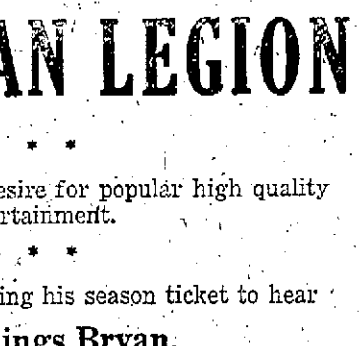 AN LEGION
* *
esire for popular high quality
rtainment.
* *
ing his season ticket to hear
ings Bryan.